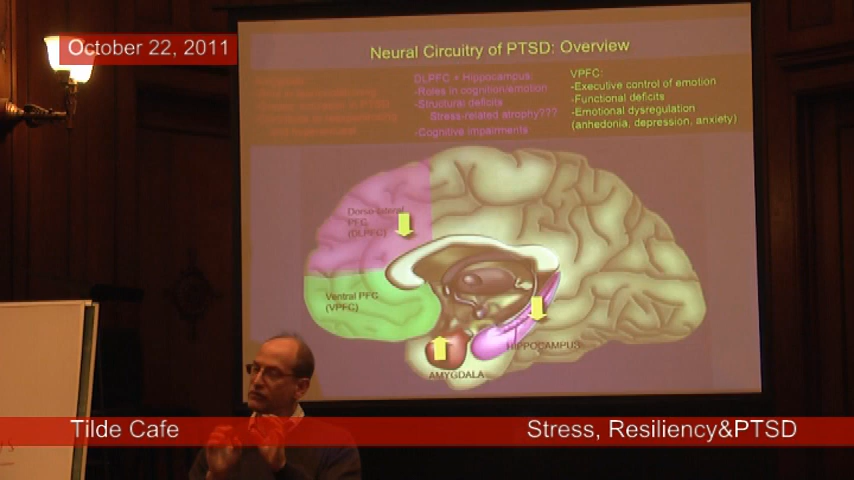 October 22, 2011
Neural Circuitry of PTSD: Overview
DLPFC + Hippocampus:
-Roles in cognition/emotion
-Structural deficits
Stress-related atrophy???
-Cognitive impairments
VPFC:
-Executive control of emotion
-Functional deficits
-Emotional dysregulation
(anhedonia, depression, anxiety)
Dorso-lateral
PFC
(DLPFC)
Ventral PFC
(VPFC)
HIPPOCAMPUS
AMYGDALA
Tilde Cafe
Stress, Resiliency&PTSD